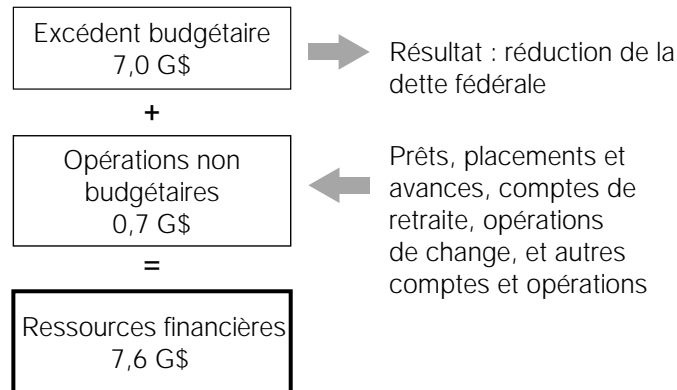 Excédent budgétaire
7,0 G$
Résultat : réduction de la
dette fédérale
+
Opérations non
budgétaires
0,7 G$
Prêts, placements et
avances, comptes de
retraite, opérations
de change, et autres
comptes et opérations
=
Ressources financières
7,6 G$